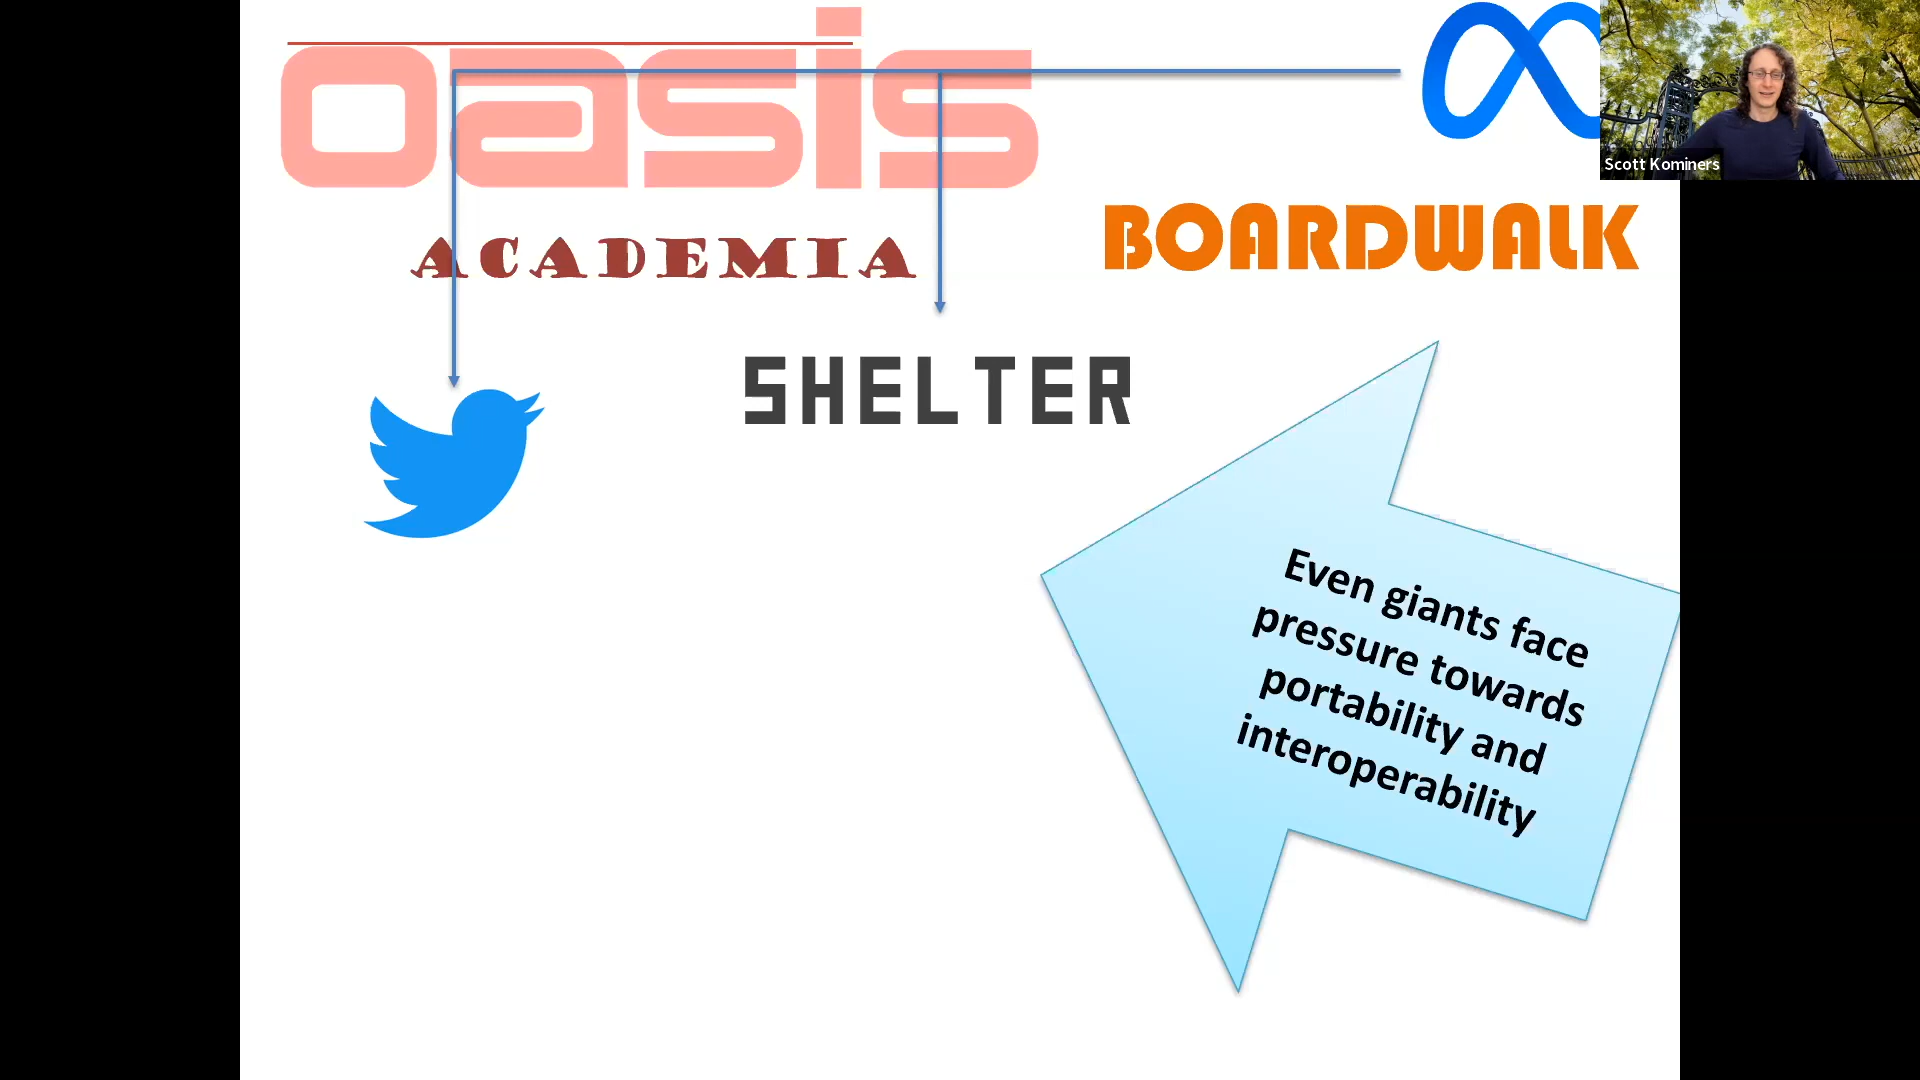 oasis
Scott Kominers
BOARDWALK
ACADEMIA
SHELTER
Even giants face
pressure towards
portability and
interoperability